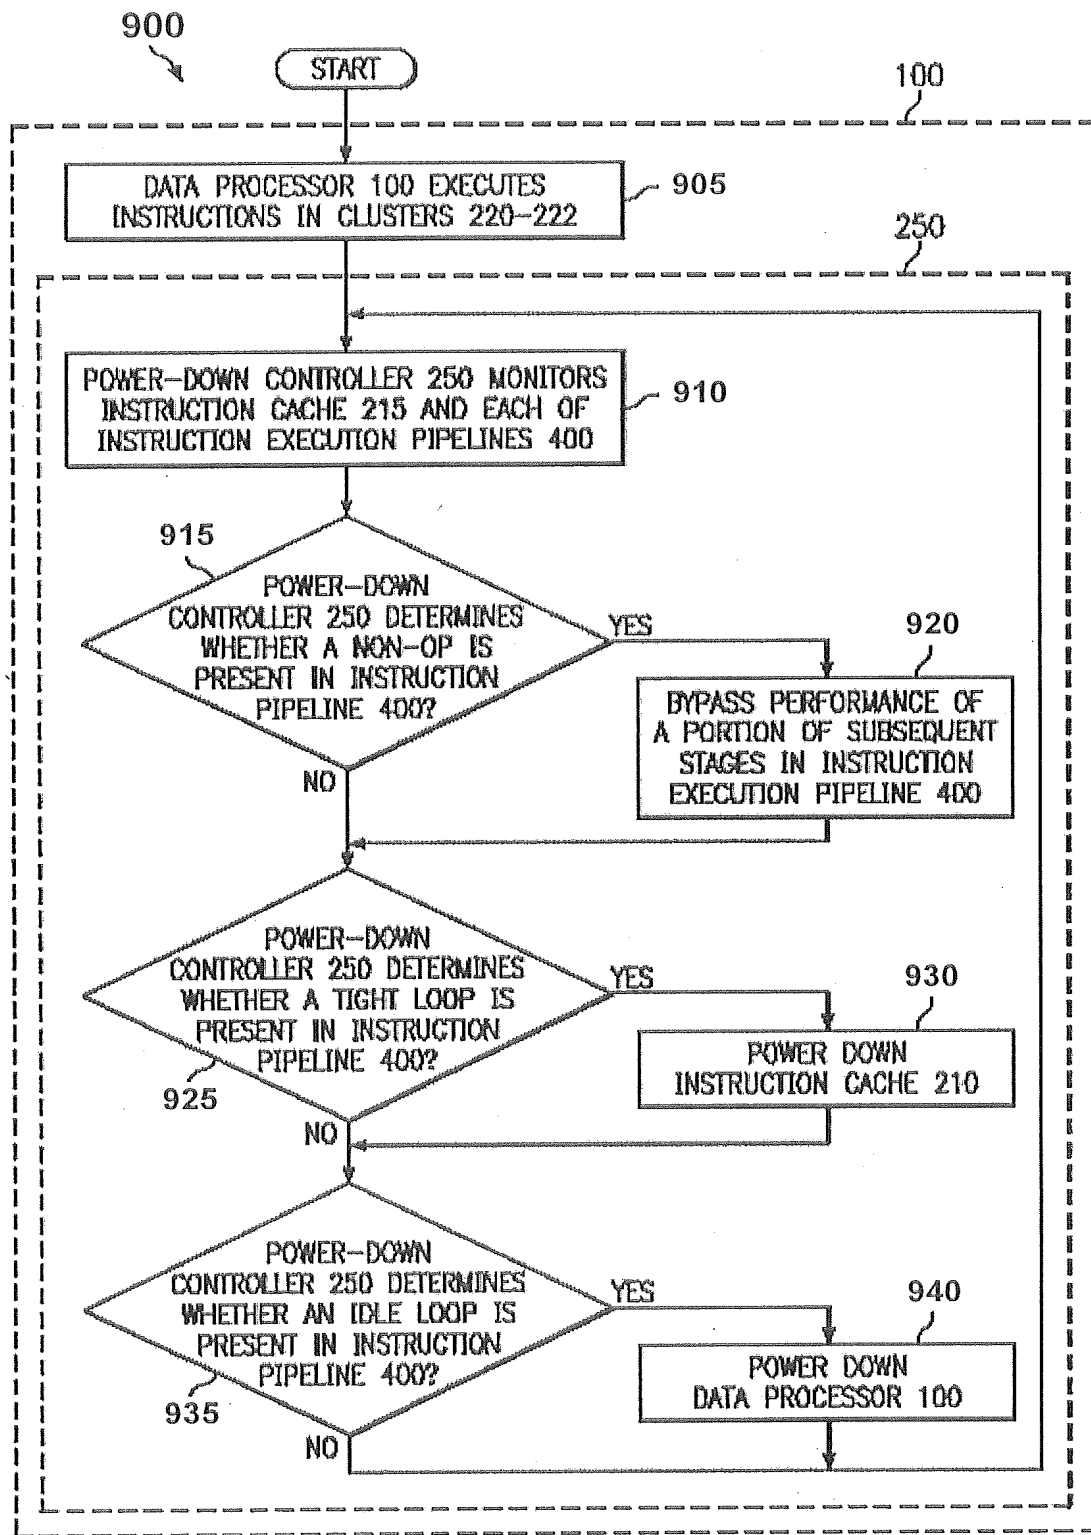 900
START
100
DATA PROCESSOR 100 EXECUTES
INSTRUCTIONS IN CLUSTERS 220-222
905
250
POWER-DOWN CONTROLLER 250 MONITORS
INSTRUCTION CACHE 215 AND EACH OF
INSTRUCTION EXECUTION PIPELINES 400
910
915
POWER-DOWN
CONTROLLER 250 DETERMINES
WHETHER A NON-OP IS
PRESENT IN INSTRUCTION
PIPELINE 400?
YES
NO
920
BYPASS PERFORMANCE OF
A PORTION OF SUBSEQUENT
STAGES IN INSTRUCTION
EXECUTION PIPELINE 400
POWER-DOWN
CONTROLLER 250 DETERMINES
WHETHER A TIGHT LOOP IS
PRESENT IN INSTRUCTION
PIPELINE 400?
925
YES
NO
930
POWER DOWN
INSTRUCTION CACHE 210
POWER-DOWN
CONTROLLER 250 DETERMINES
WHETHER AN IDLE LOOP IS
PRESENT IN INSTRUCTION
PIPELINE 400?
935
YES
NO
940
POWER DOWN
DATA PROCESSOR 100